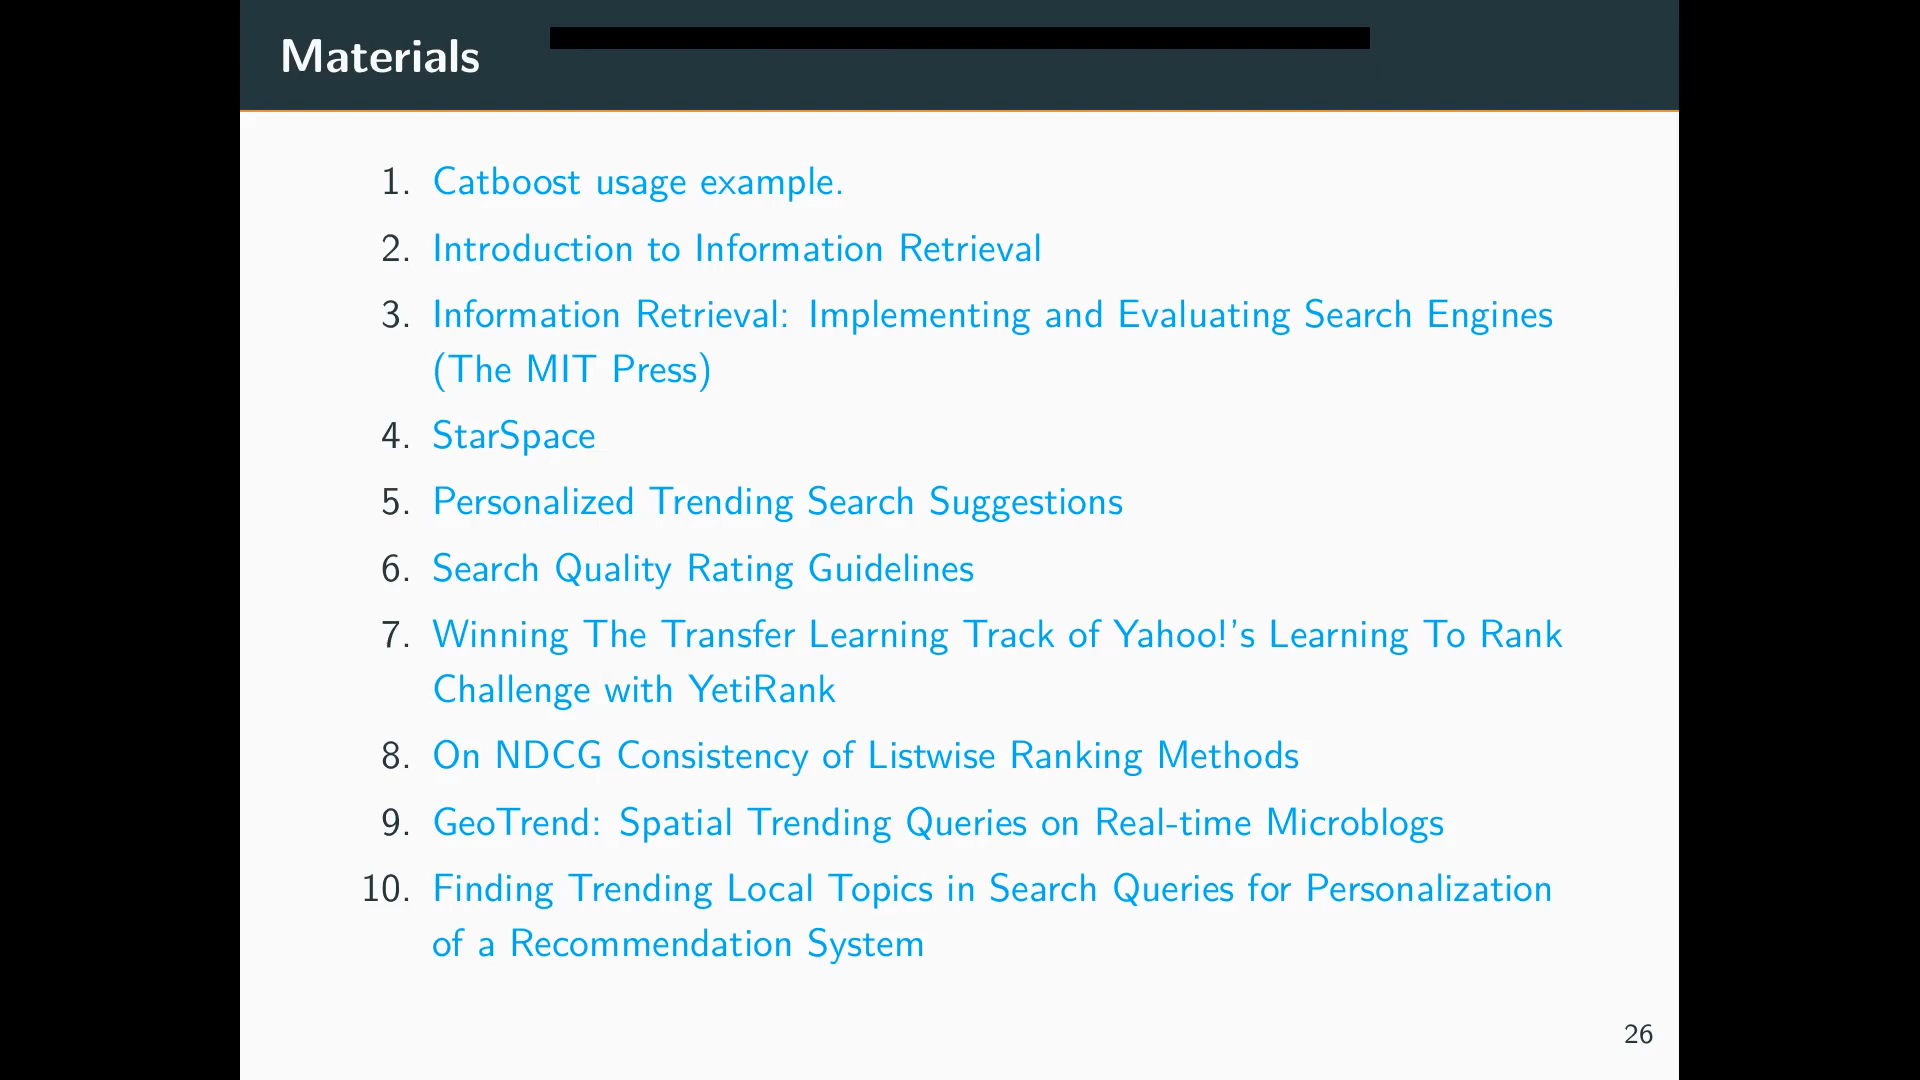 Materials
1. Catboost usage example.
2. Introduction to Information Retrieval
3. Information Retrieval: Implementing and Evaluating Search Engines
(The MIT Press)
4. StarSpace
5. Personalized Trending Search Suggestions
6. Search Quality Rating Guidelines
7. Winning The Transfer Learning Track of Yahoo!'s Learning To Rank
Challenge with YetiRank
8. On NDCG Consistency of Listwise Ranking Methods
9. GeoTrend: Spatial Trending Queries on Real-time Microblogs
10. Finding Trending Local Topics in Search Queries for Personalization
of a Recommendation System
26